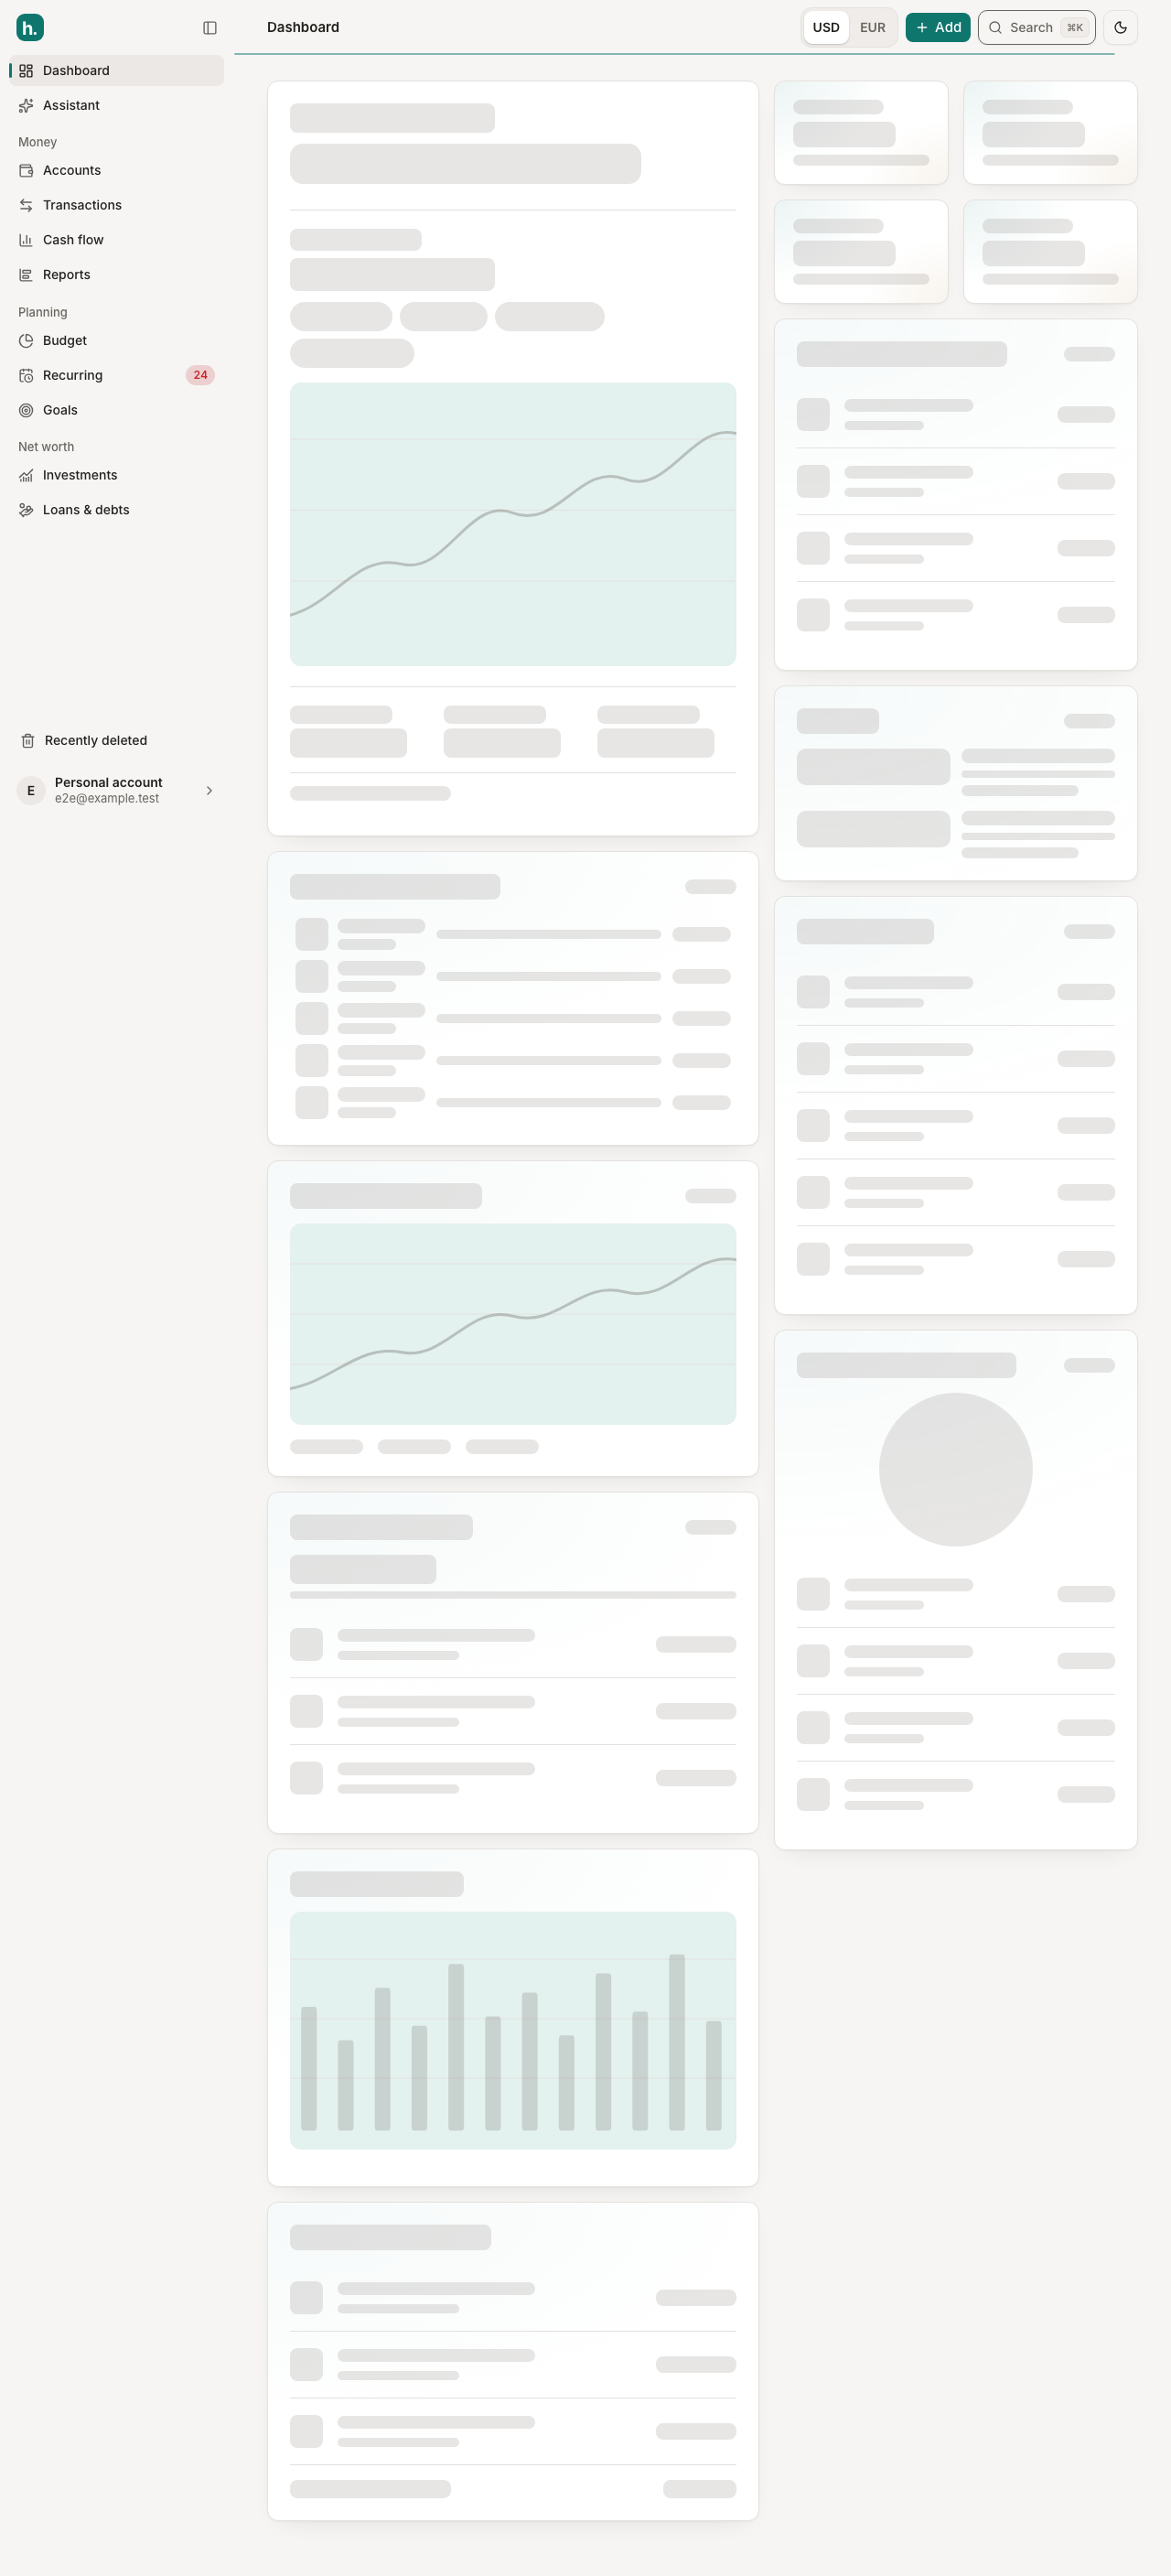 h.
Dashboard
USD
EUR
Add
Search
⌘K
Dashboard
Assistant
Money
Accounts
Transactions
Cash flow
Reports
Planning
Budget
Recurring
24
Goals
Net worth
Investments
Loans & debts
Recently deleted
E
Personal account
e2e@example.test